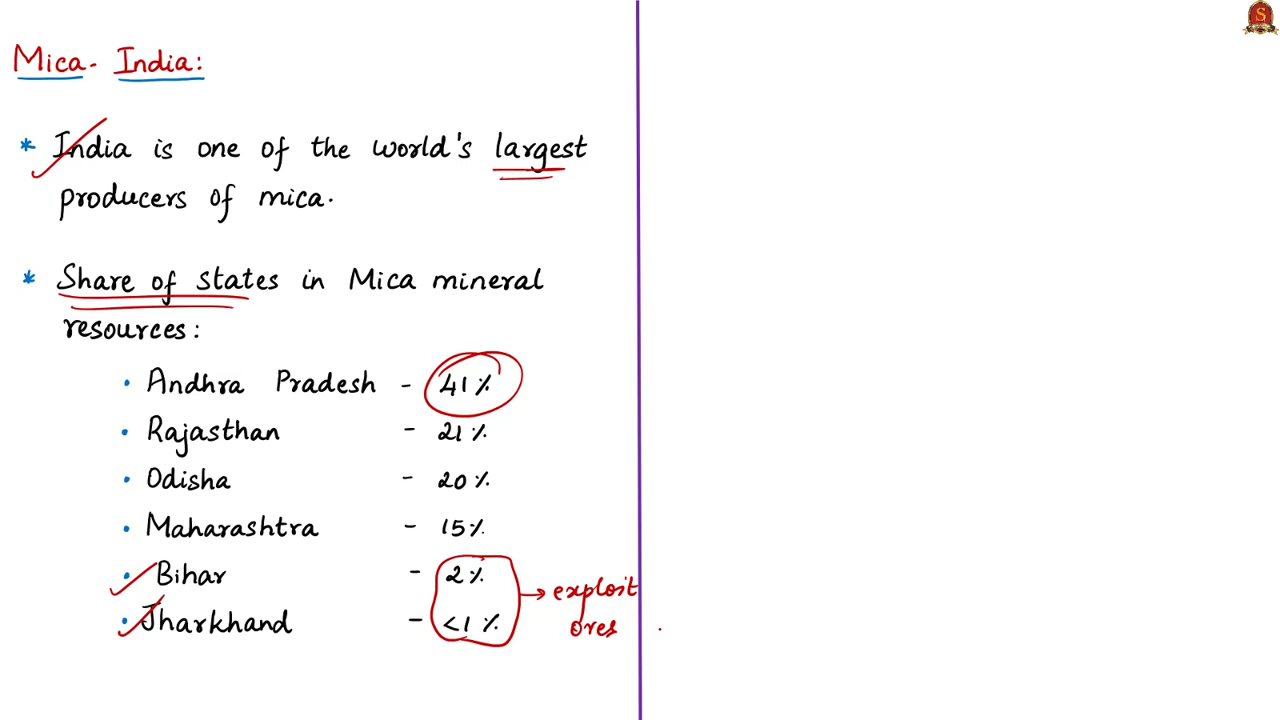 Mica - India:
* India is one of the world's largest
producers of mica.
* Share of states in Mica mineral
resources:
• Andhra Pradesh - 41%
• Rajasthan - 21%
• Odisha - 20%
• Maharashtra - 15%
• Bihar - 2%
• Jharkhand - <1%
→ exploit
ores
S